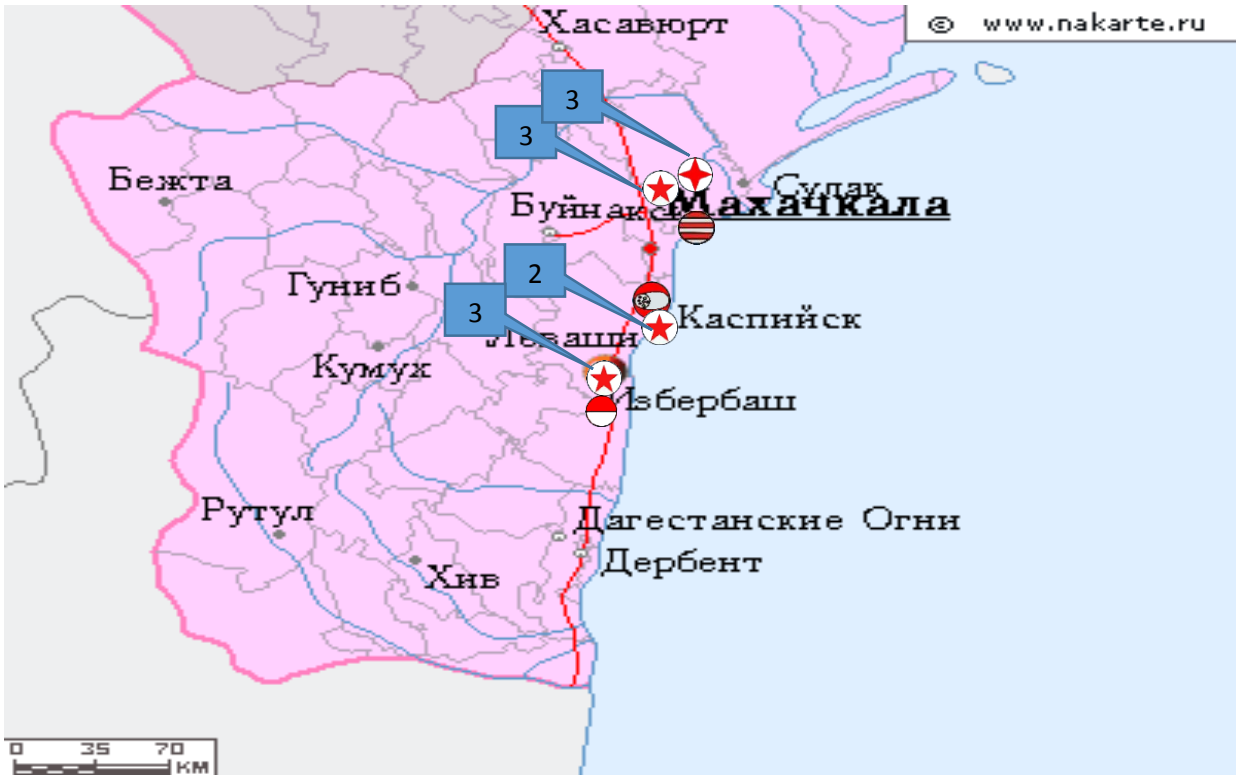 Хасавюрт
© www.nakarte.ru
3
3
Бежта
Сулак
Буйнакск
Махачкала
2
Гуниб
3
Каспийск
Леваши
Кумух
Избербаш
Рутул
Дагестанские Огни
Дербент
Хив
0 35 70
КМ